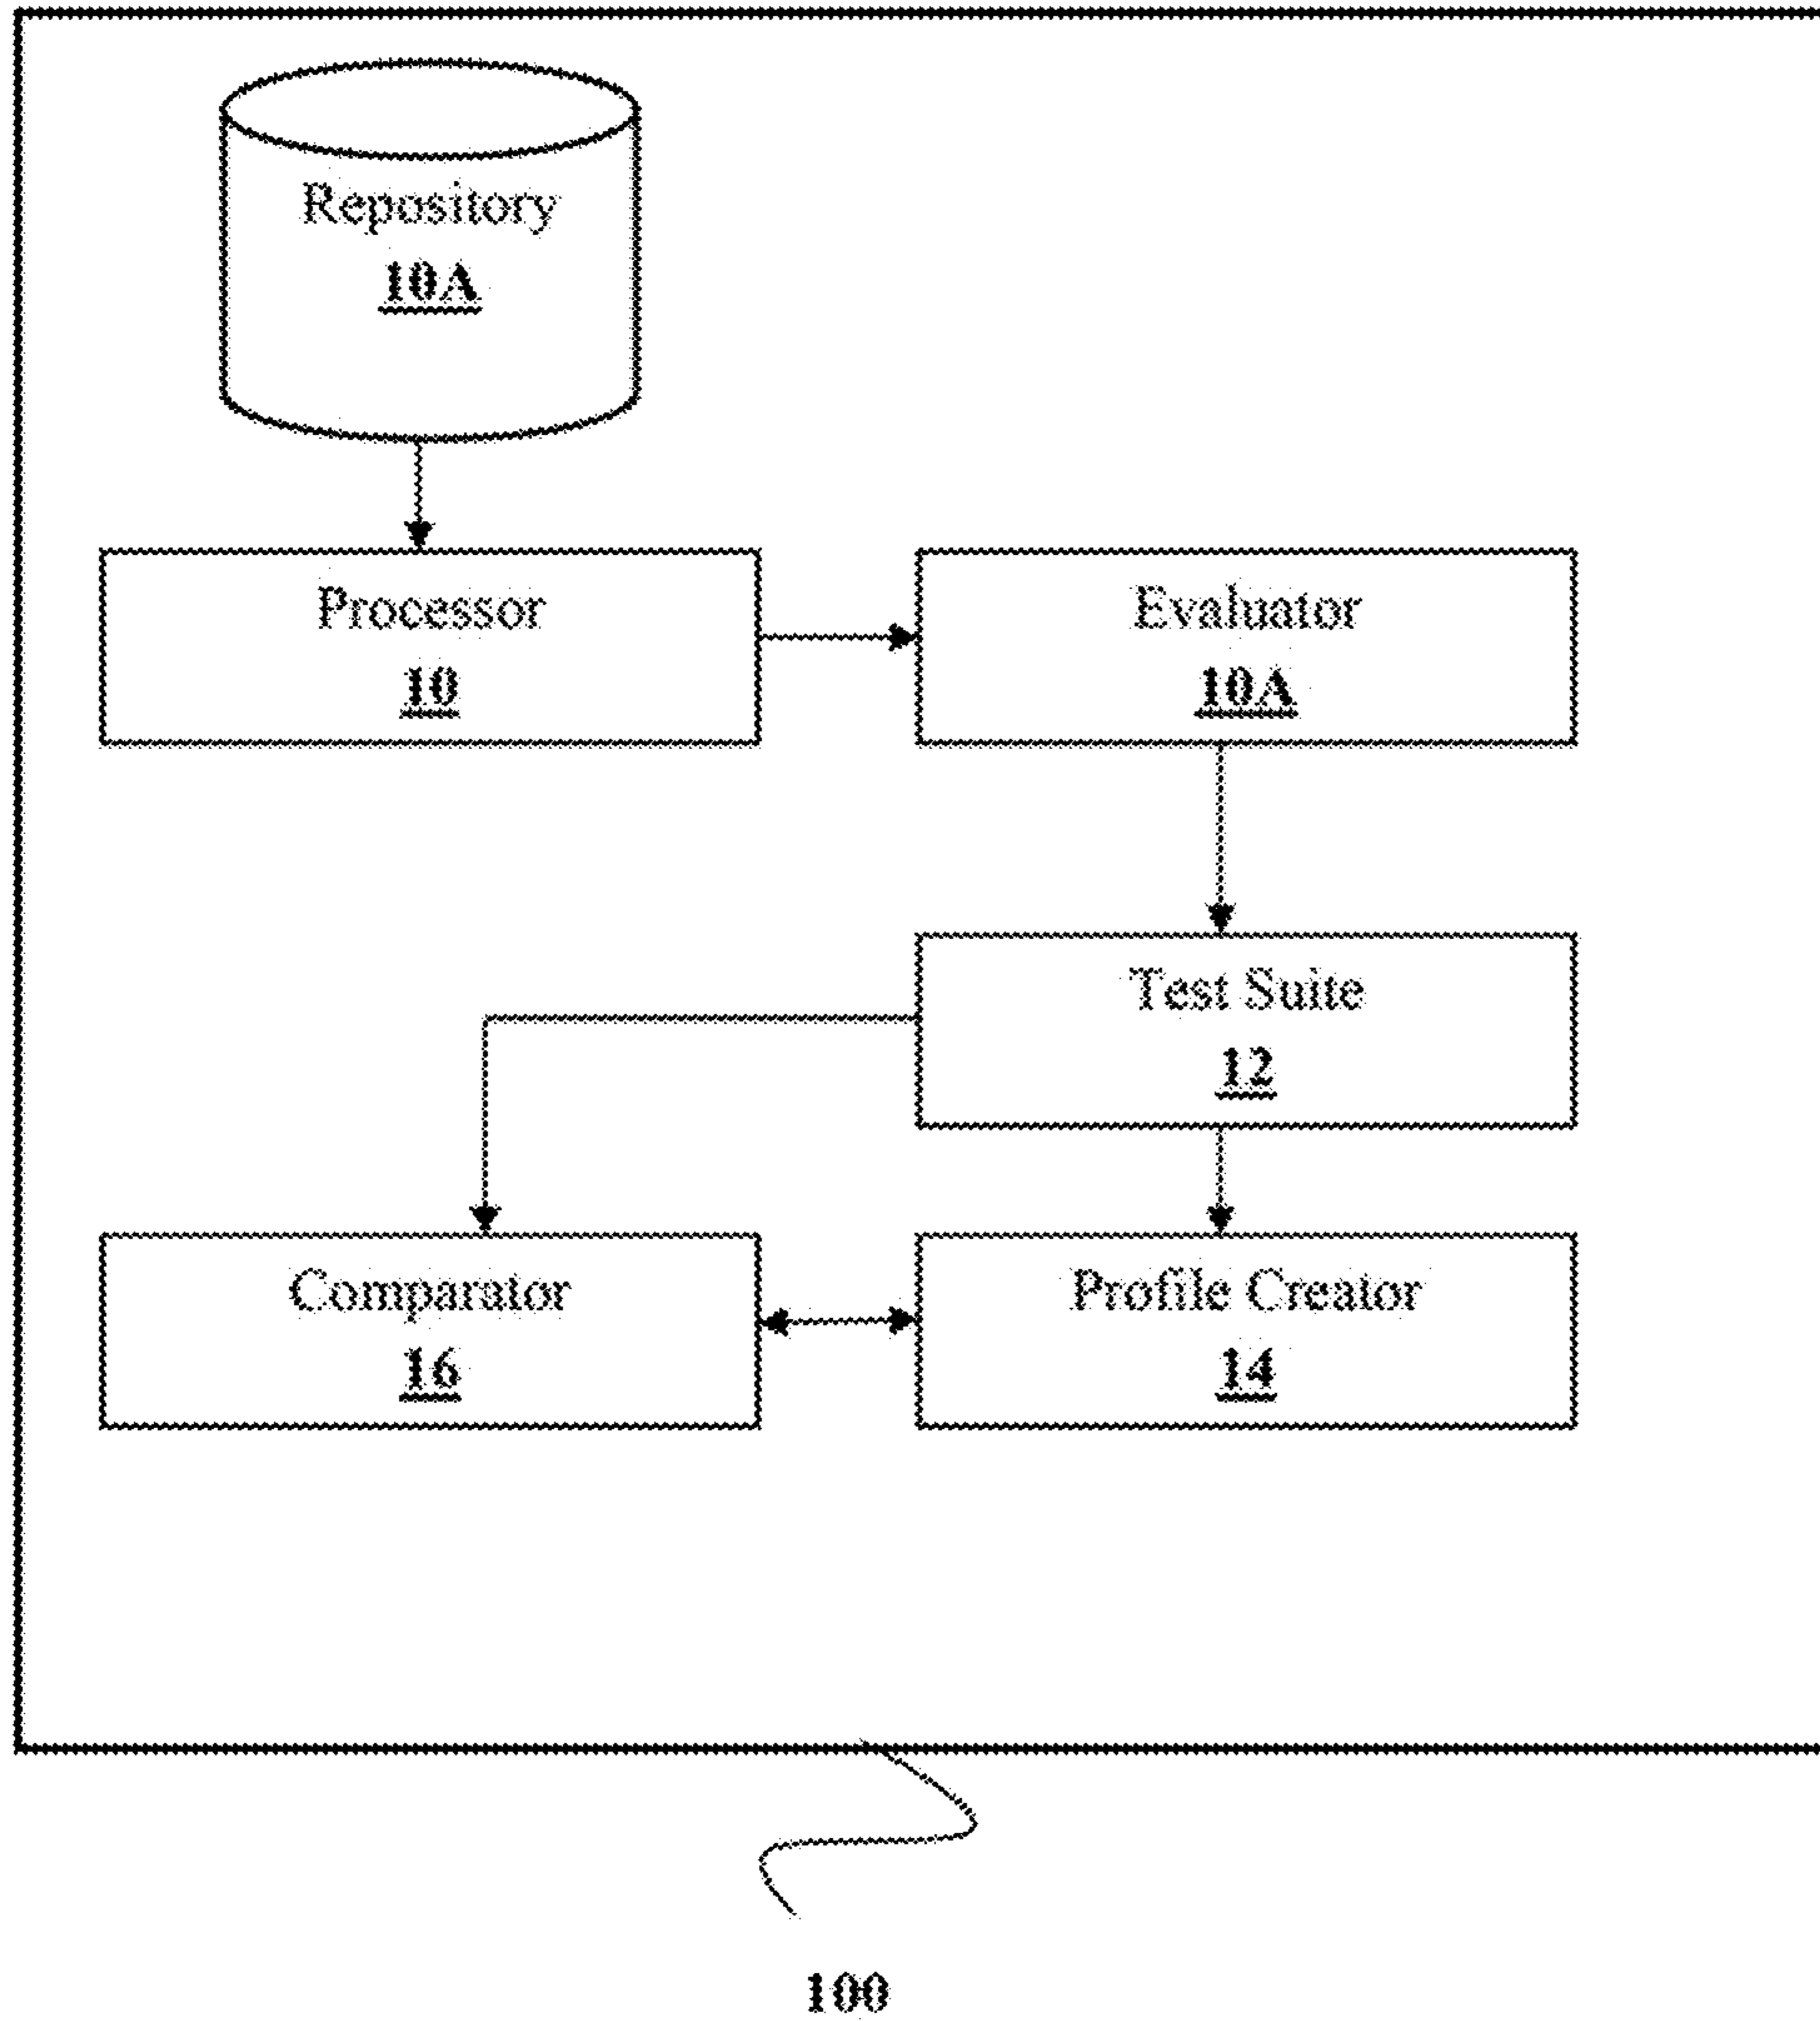 Repository
10A
Processor
10
Evaluator
10A
Test Suite
12
Comparator
16
Profile Creator
14
100